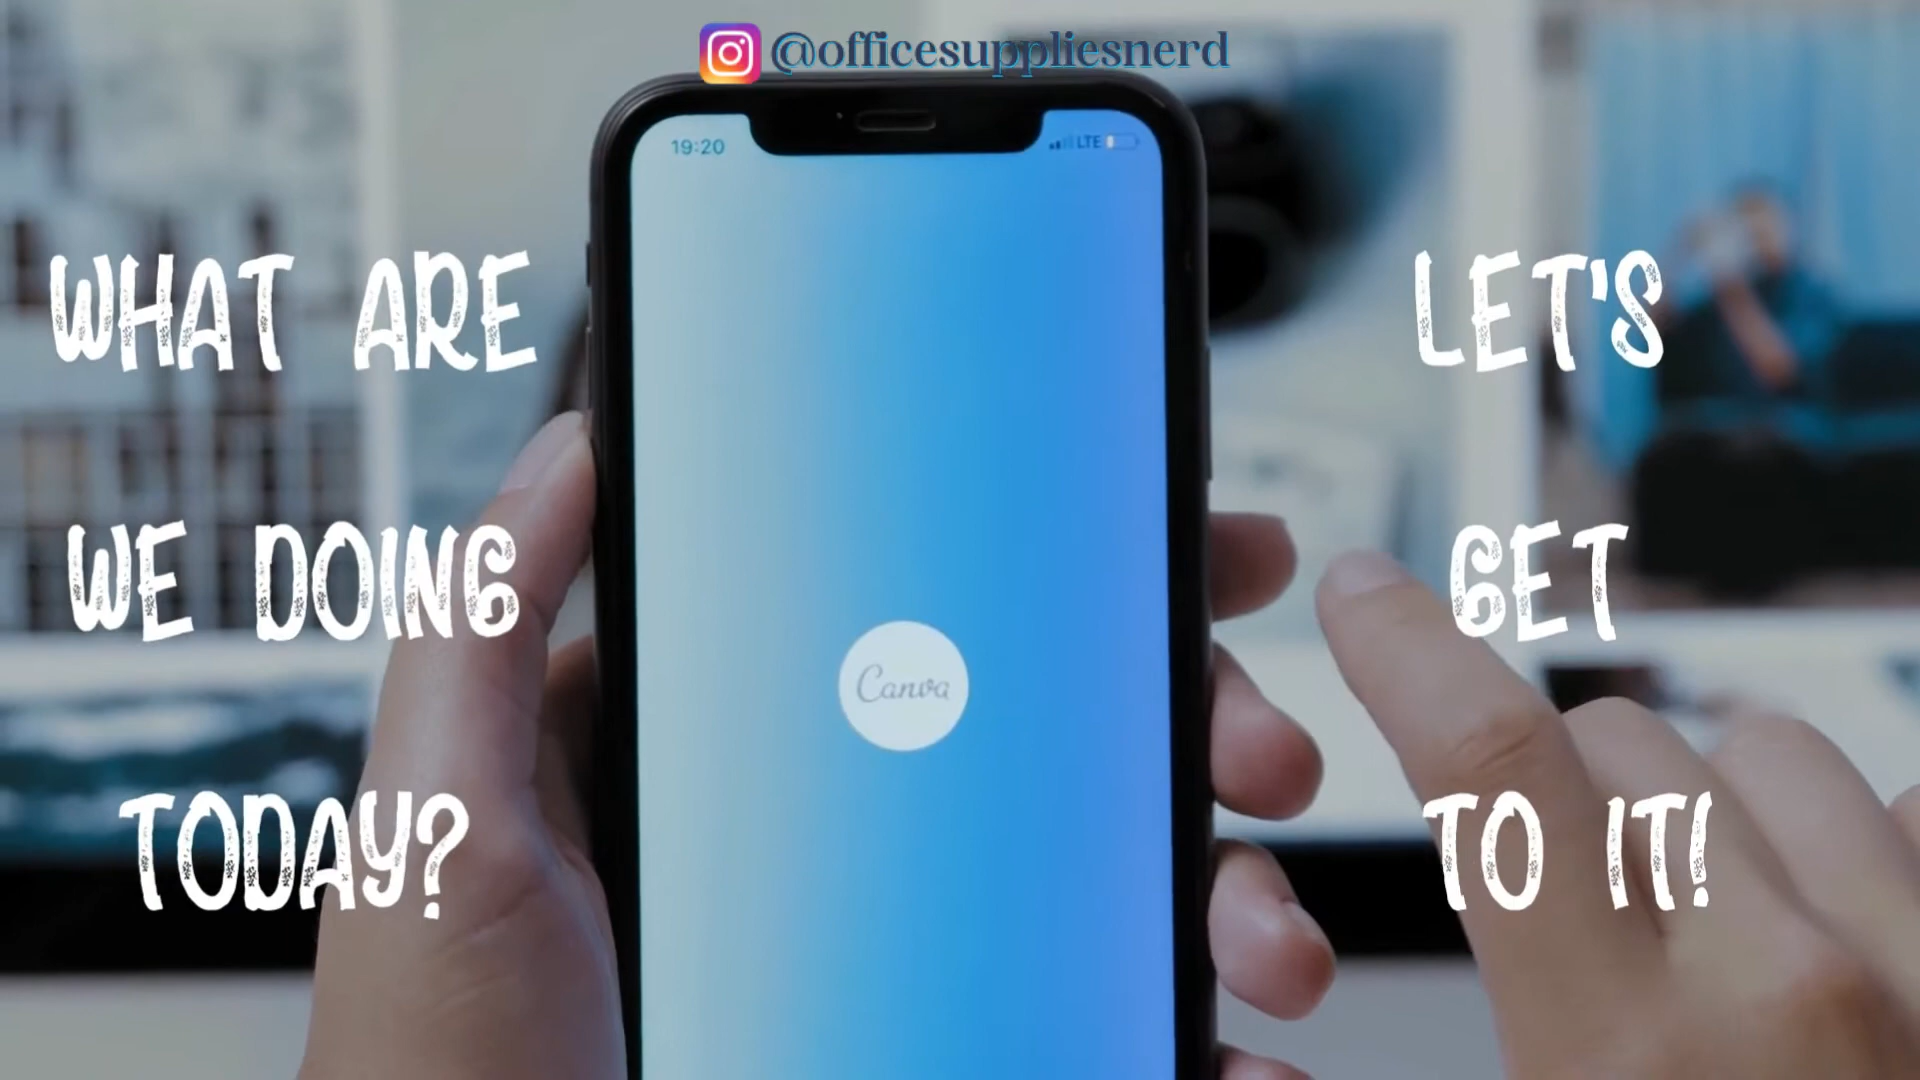 @officesuppliesnerd
19:20
LTE
WHAT ARE
WE DOING
TODAY?
LET'S
GET
TO IT!
Canva